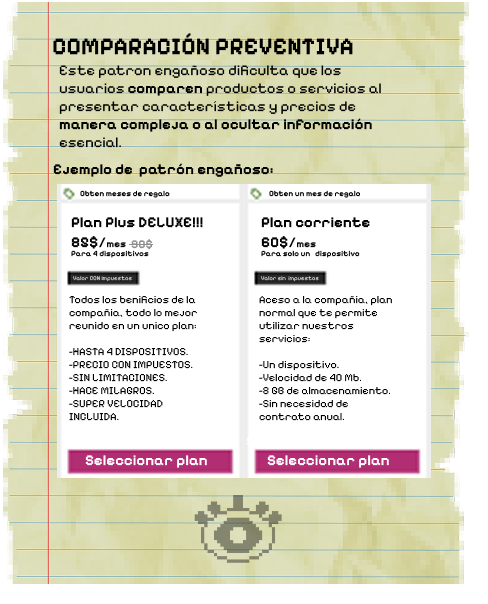 COMPARACIÓN PREVENTIVA
Este patron engañoso dificulta que los
usuarios comparen productos o servicios al
presentar características y precios de
manera compleja o al ocultar información
esencial.
Ejemplo de patrón engañoso:
Obten meses de regalo
Plan Plus DELUXE!!!
89$/mes 90$
Para 4 dispositivos
Valor CON impuestos
Todos los benificios de la
compañia, todo lo mejor
reunido en un unico plan:
-HASTA 4 DISPOSITIVOS.
-PRECIO CON IMPUESTOS.
-SIN LIMITACIONES.
-HACE MILAGROS.
-SUPER VELOCIDAD
INCLUIDA.
Seleccionar plan
Obten un mes de regalo
Plan corriente
60$/mes
Para solo un dispositivo
Valor sin impuestos
Aceso a la compañia, plan
normal que te permite
utilizar nuestros
servicios:
-Un dispositivo.
-Velocidad de 40 Mb.
-8 GB de almacenamiento.
-Sin necesidad de
contrato anual.
Seleccionar plan